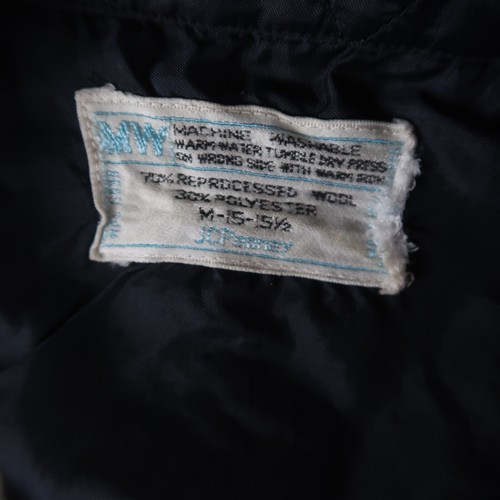 MW MACHINE WASHABLE
WARM WATER TUMBLE DRY PRESS
ON WRONG SIDE WITH WARM IRON
70% REPROCESSED WOOL
30% POLYESTER
M-15-15½
JCPenney